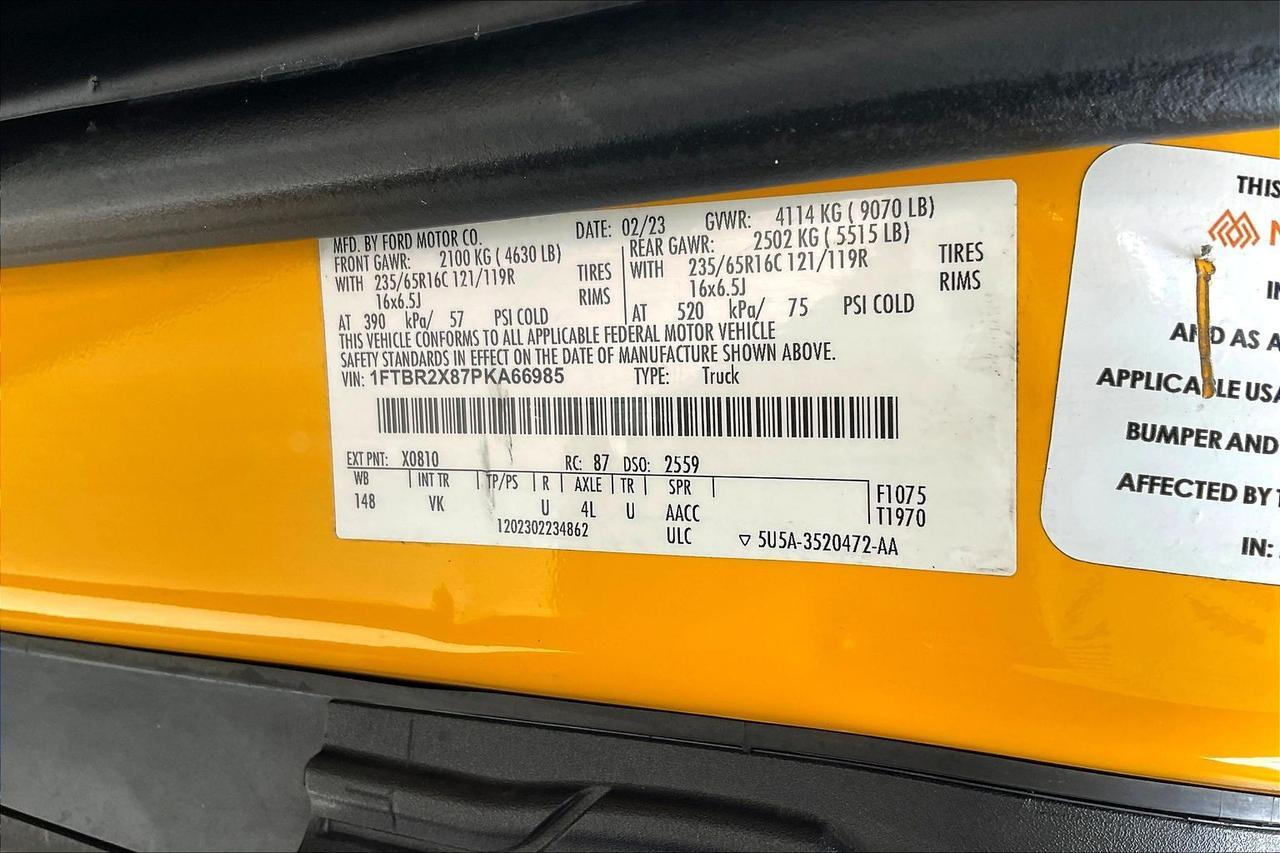 MFD. BY FORD MOTOR CO. DATE: 02/23 GVWR: 4114 KG ( 9070 LB)
FRONT GAWR: 2100 KG ( 4630 LB) REAR GAWR: 2502 KG ( 5515 LB)
WITH 235/65R16C 121/119R TIRES WITH 235/65R16C 121/119R TIRES
16x6.5J RIMS 16x6.5J RIMS
AT 390 kPa/ 57 PSI COLD AT 520 kPa/ 75 PSI COLD
THIS VEHICLE CONFORMS TO ALL APPLICABLE FEDERAL MOTOR VEHICLE
SAFETY STANDARDS IN EFFECT ON THE DATE OF MANUFACTURE SHOWN ABOVE.
VIN: 1FTBR2X87PKA66985 TYPE: Truck
EXT PNT: X0810 RC: 87 DSO: 2559
WB INT TR TP/PS R AXLE TR SPR
148 VK U 4L U AACC
F1075
T1970
1202302234862 ULC ▽ 5U5A-3520472-AA
THIS
AND AS A
APPLICABLE USA
BUMPER AND
AFFECTED BY
IN: